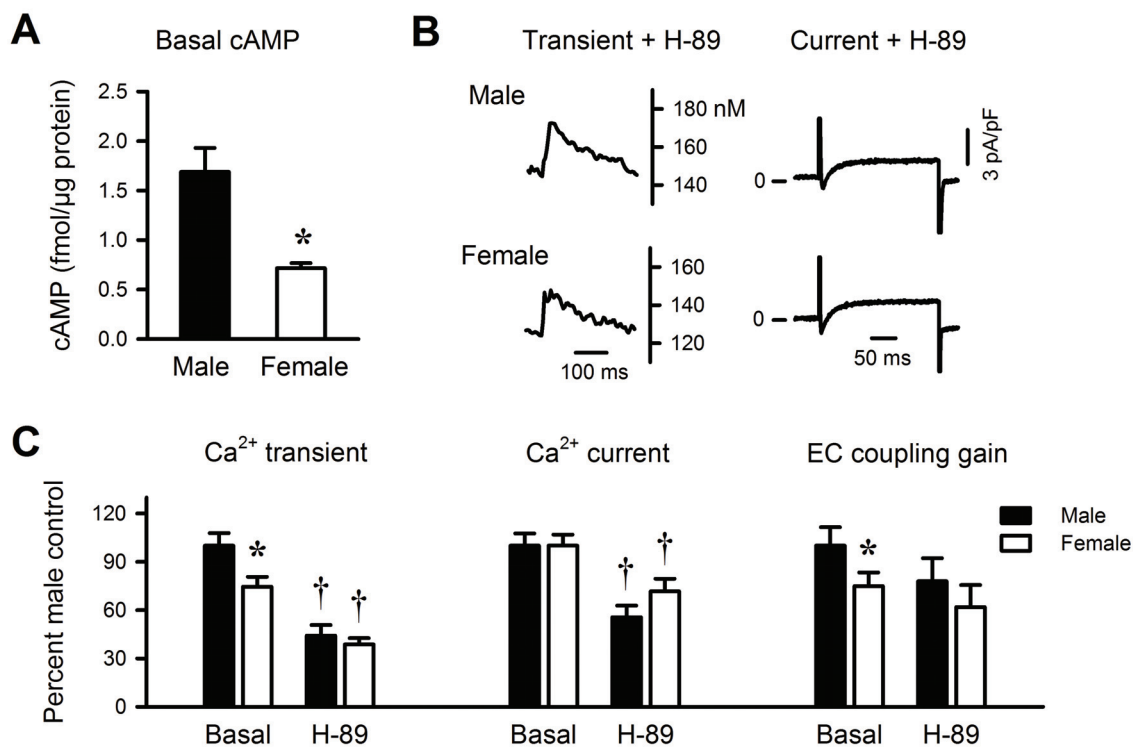 A
Basal cAMP
cAMP (fmol/µg protein)
2.5
2.0
1.5
1.0
0.5
0.0
*
Male
Female
B
Transient + H-89
Current + H-89
Male
180 nM
160
140
0
3 pA/pF
Female
160
140
120
0
100 ms
50 ms
C
Ca²⁺ transient
Ca²⁺ current
EC coupling gain
Percent male control
120
90
60
30
0
*
†
†
†
†
*
Male
Female
Basal
H-89
Basal
H-89
Basal
H-89